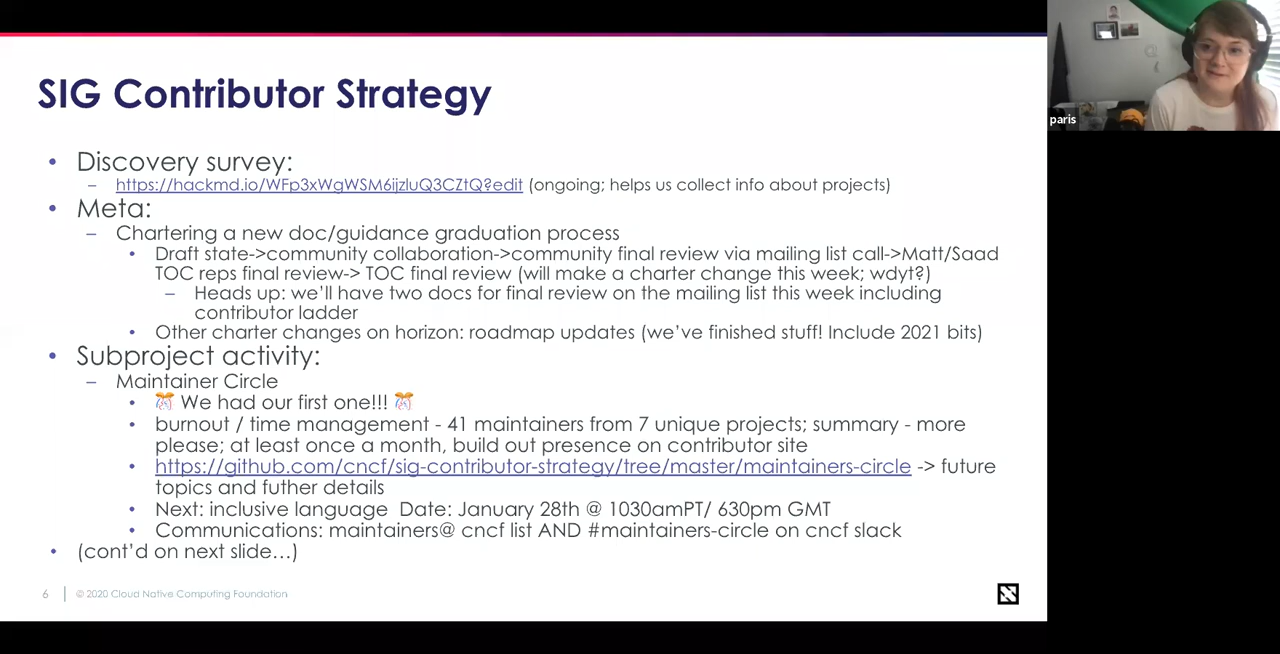 SIG Contributor Strategy
paris
• Discovery survey:
– https://hackmd.io/WFp3xWgWSM6ijzluQ3CZtQ?edit (ongoing; helps us collect info about projects)
• Meta:
– Chartering a new doc/guidance graduation process
• Draft state->community collaboration->community final review via mailing list call->Matt/Saad
TOC reps final review-> TOC final review (will make a charter change this week; wdyt?)
– Heads up: we’ll have two docs for final review on the mailing list this week including
contributor ladder
• Other charter changes on horizon: roadmap updates (we’ve finished stuff! Include 2021 bits)
• Subproject activity:
– Maintainer Circle
• 🎊 We had our first one!!! 🎊
• burnout / time management - 41 maintainers from 7 unique projects; summary - more
please; at least once a month, build out presence on contributor site
• https://github.com/cncf/sig-contributor-strategy/tree/master/maintainers-circle -> future
topics and futher details
• Next: inclusive language  Date: January 28th @ 1030amPT/ 630pm GMT
• Communications: maintainers@ cncf list AND #maintainers-circle on cncf slack
• (cont’d on next slide…)
6 | © 2020 Cloud Native Computing Foundation